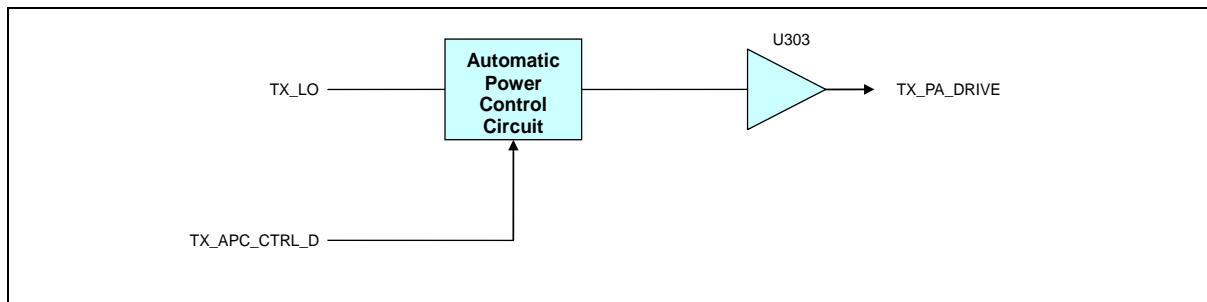 U303
Automatic
Power
Control
Circuit
TX_LO
TX_PA_DRIVE
TX_APC_CTRL_D